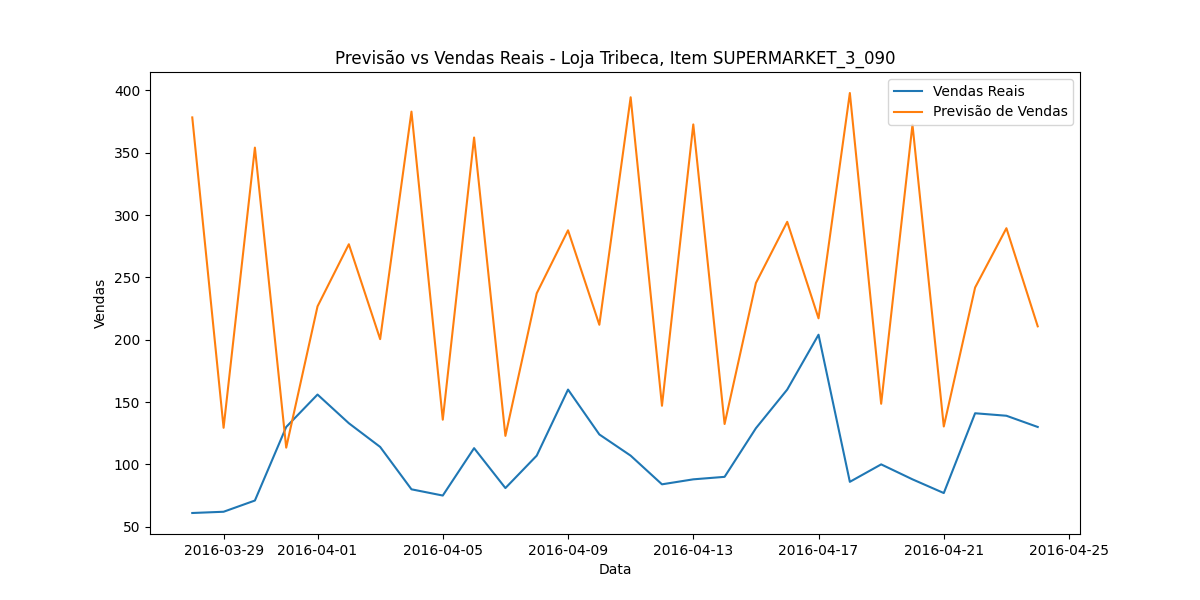 Previsão vs Vendas Reais - Loja Tribeca, Item SUPERMARKET_3_090
Vendas Reais
Previsão de Vendas
Vendas
400
350
300
250
200
150
100
50
2016-03-29 2016-04-01 2016-04-05 2016-04-09 2016-04-13 2016-04-17 2016-04-21 2016-04-25
Data